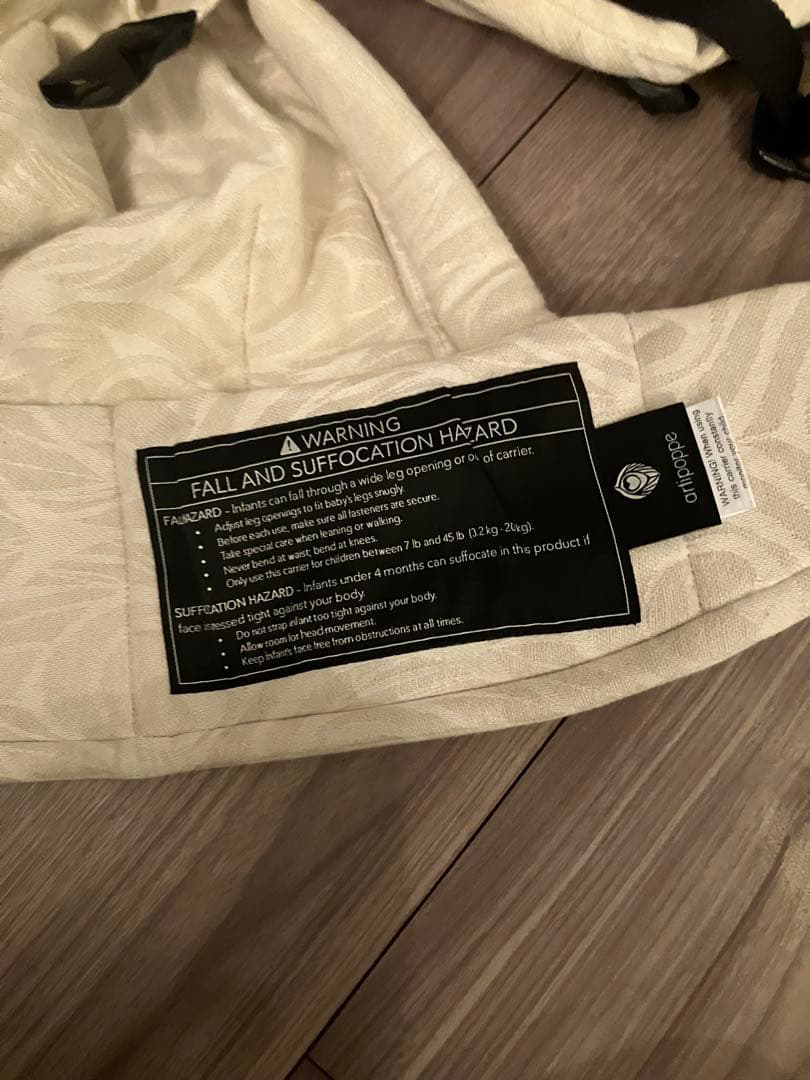 WARNING
FALL AND SUFFOCATION HAZARD
FALL HAZARD - Infants can fall through a wide leg opening or out of carrier.
• Adjust leg openings to fit baby's legs snugly.
• Before each use, make sure all fasteners are secure.
• Take special care when leaning or walking.
• Never bend at waist; bend at knees.
• Only use this carrier for children between 7 lb and 45 lb (3.2 kg - 20kg).
SUFFOCATION HAZARD - Infants under 4 months can suffocate in this product if
face is pressed tight against your body.
• Do not strap infant too tight against your body.
• Allow room for head movement.
• Keep infant's face free from obstructions at all times.
artipoppe
WARNING! When using
this carrier constantly
monitor your child.